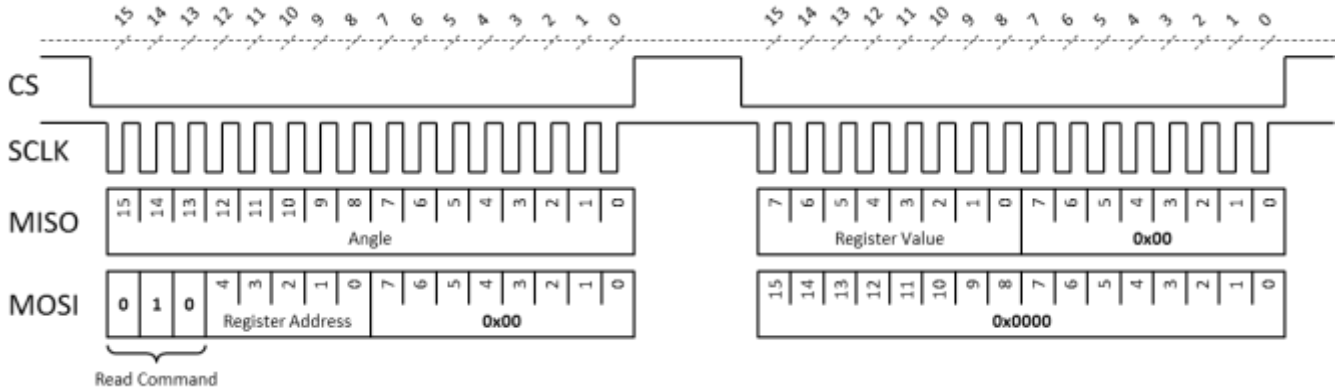 15 14 13 12 11 10 9 8 7 6 5 4 3 2 1 0 15 14 13 12 11 10 9 8 7 6 5 4 3 2 1 0
CS
SCLK
MISO 15 14 13 12 11 10 9 8 7 6 5 4 3 2 1 0 7 6 5 4 3 2 1 0 7 6 5 4 3 2 1 0
Angle Register Value 0x00
MOSI 0 1 0 4 3 2 1 0 7 6 5 4 3 2 1 0 15 14 13 12 11 10 9 8 7 6 5 4 3 2 1 0
Register Address 0x00 0x0000
Read Command